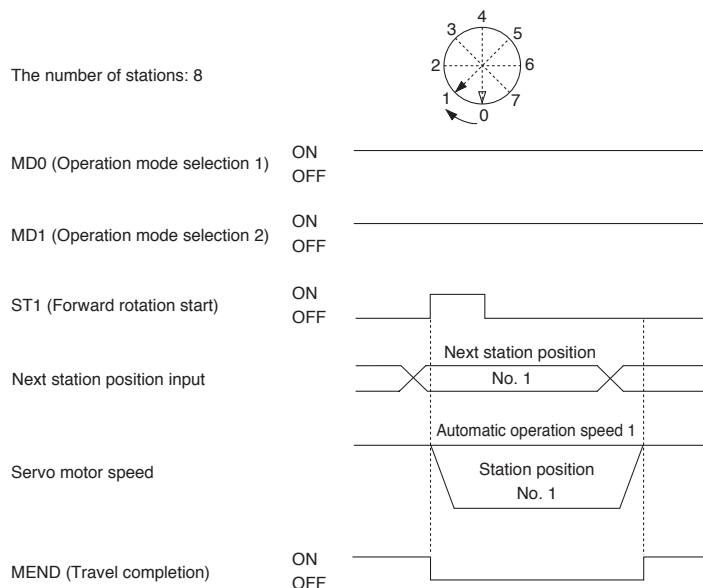 4
3 5
The number of stations: 8
2 6
1 7
0
MD0 (Operation mode selection 1)
ON
OFF
MD1 (Operation mode selection 2)
ON
OFF
ST1 (Forward rotation start)
ON
OFF
Next station position
Next station position input
No. 1
Automatic operation speed 1
Servo motor speed
Station position
No. 1
MEND (Travel completion)
ON
OFF